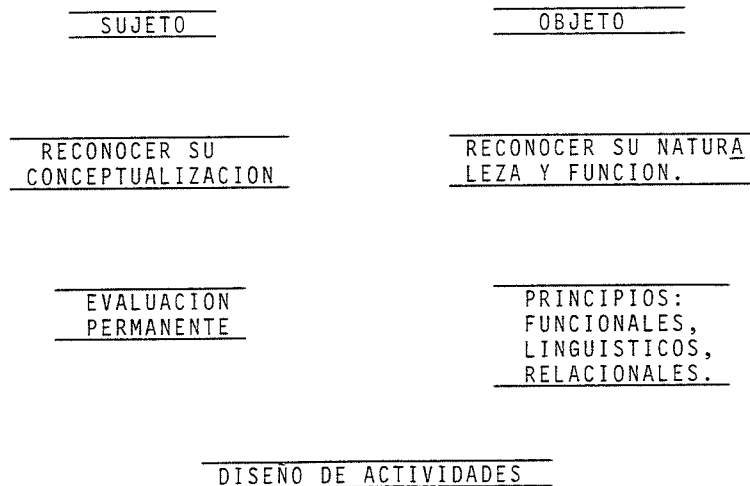 SUJETO
OBJETO
RECONOCER SU
CONCEPTUALIZACION
RECONOCER SU NATURA
LEZA Y FUNCION.
EVALUACION
PERMANENTE
PRINCIPIOS:
FUNCIONALES,
LINGUISTICOS,
RELACIONALES.
DISEÑO DE ACTIVIDADES